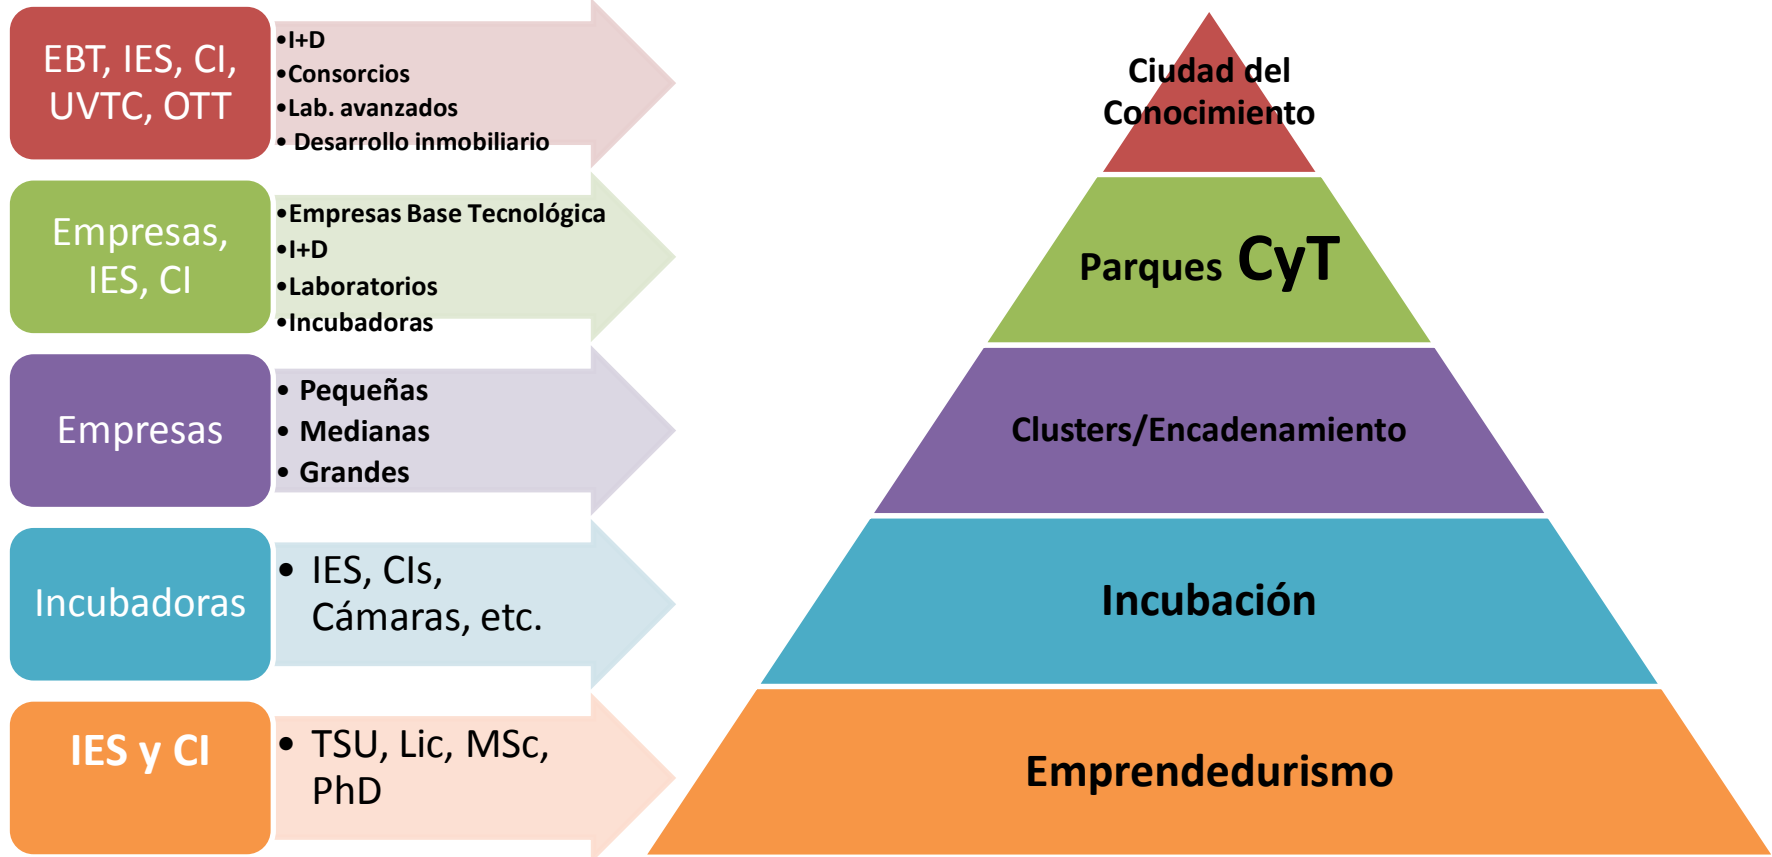 EBT, IES, CI,
UVTC, OTT
•I+D
•Consorcios
•Lab. avanzados
• Desarrollo inmobiliario
Empresas,
IES, CI
•Empresas Base Tecnológica
•I+D
•Laboratorios
•Incubadoras
Empresas
• Pequeñas
• Medianas
• Grandes
Incubadoras
• IES, CIs,
Cámaras, etc.
IES y CI
• TSU, Lic, MSc,
PhD
Ciudad del
Conocimiento
Parques CyT
Clusters/Encadenamiento
Incubación
Emprendedurismo